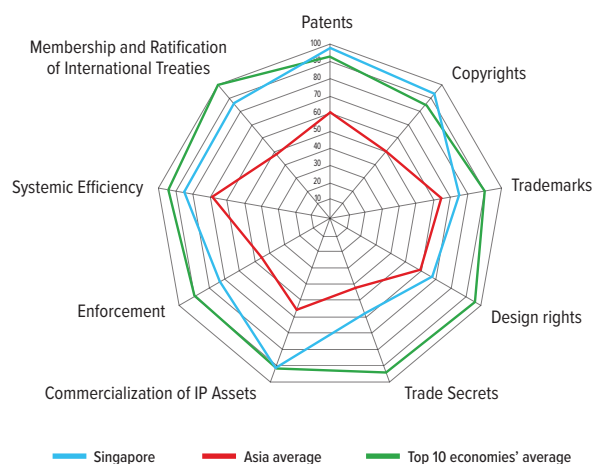 Patents
Membership and Ratification
of International Treaties
Copyrights
100
90
80
70
60
50
40
30
20
10
Systemic Efficiency
Trademarks
Enforcement
Design rights
Commercialization of IP Assets
Trade Secrets
Singapore
Asia average
Top 10 economies' average